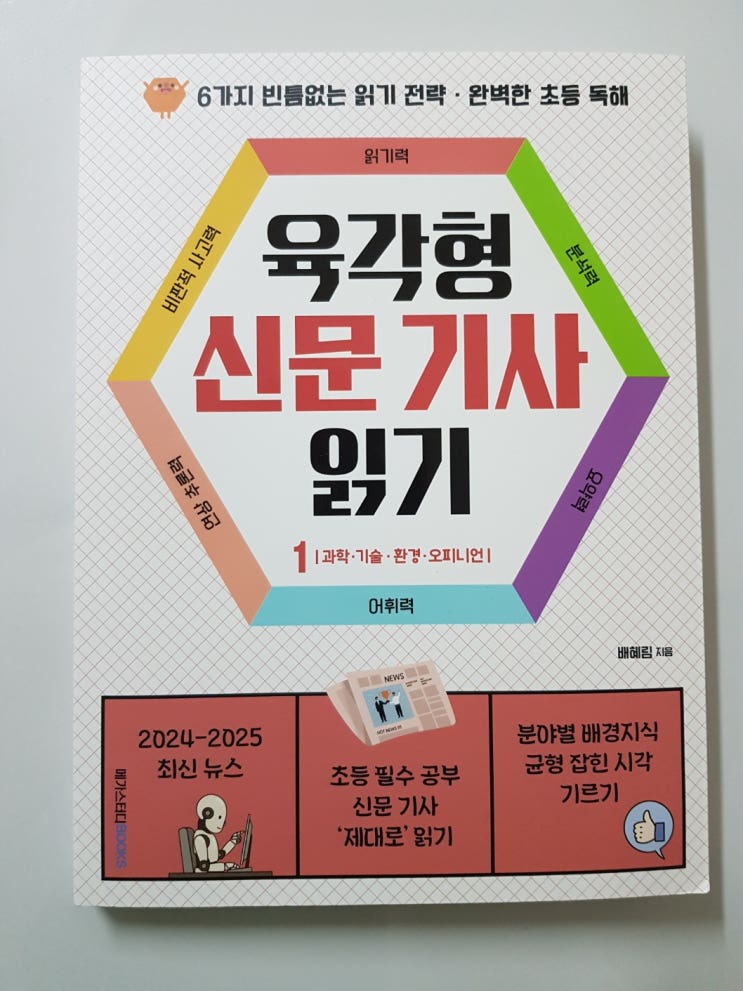 6가지 빈틈없는 읽기 전략 · 완벽한 초등 독해
읽기력
비판적 사고력
분석력
육각형
신문 기사
읽기
연상 추론력
요약력
1 | 과학·기술·환경·오피니언 |
어휘력
배혜림 지음
NEWS
HOT NEWS !!!
2024-2025
최신 뉴스
초등 필수 공부
신문 기사
‘제대로’ 읽기
분야별 배경지식
균형 잡힌 시각
기르기
메가스터디BOOKS